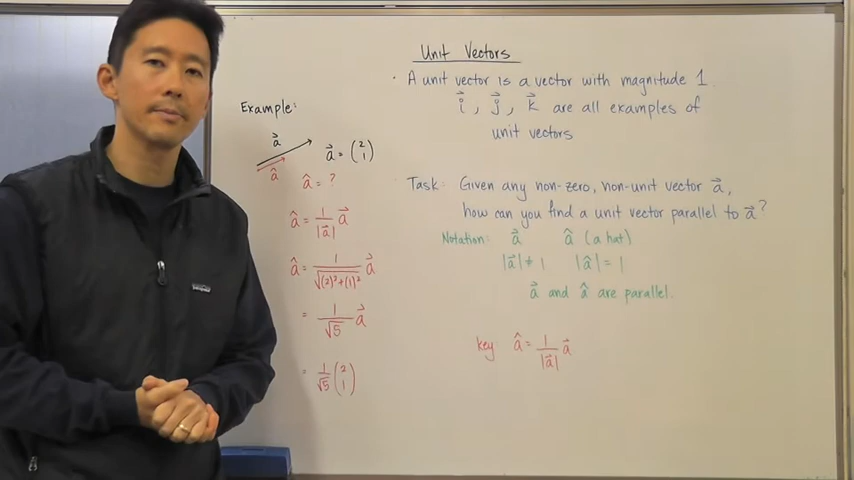 Unit Vectors
· A unit vector is a vector with magnitude 1.
i⃗, j⃗, k⃗ are all examples of
unit vectors
Task: Given any non-zero, non-unit vector a⃗,
how can you find a unit vector parallel to a⃗?
Notation: a⃗ â (a hat)
|a⃗| ≠ 1 |â| = 1
a⃗ and â are parallel.
key â = 1/|a⃗| a⃗
Example:
a⃗
â
a⃗ = (2 1)
â = ?
â = 1/|a⃗| a⃗
â = 1/√((2)²+(1)²) a⃗
= 1/√5 a⃗
= 1/√5 (2 1)